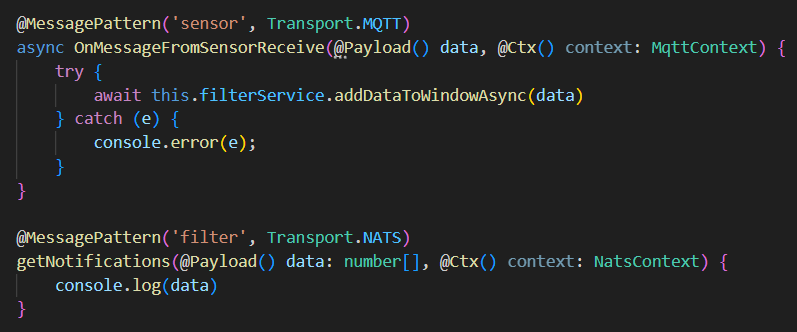 @MessagePattern('sensor', Transport.MQTT)
async OnMessageFromSensorReceive(@Payload() data, @Ctx() context: MqttContext) {
    try {
        await this.filterService.addDataToWindowAsync(data)
    } catch (e) {
        console.error(e);
    }
}

@MessagePattern('filter', Transport.NATS)
getNotifications(@Payload() data: number[], @Ctx() context: NatsContext) {
    console.log(data)
}